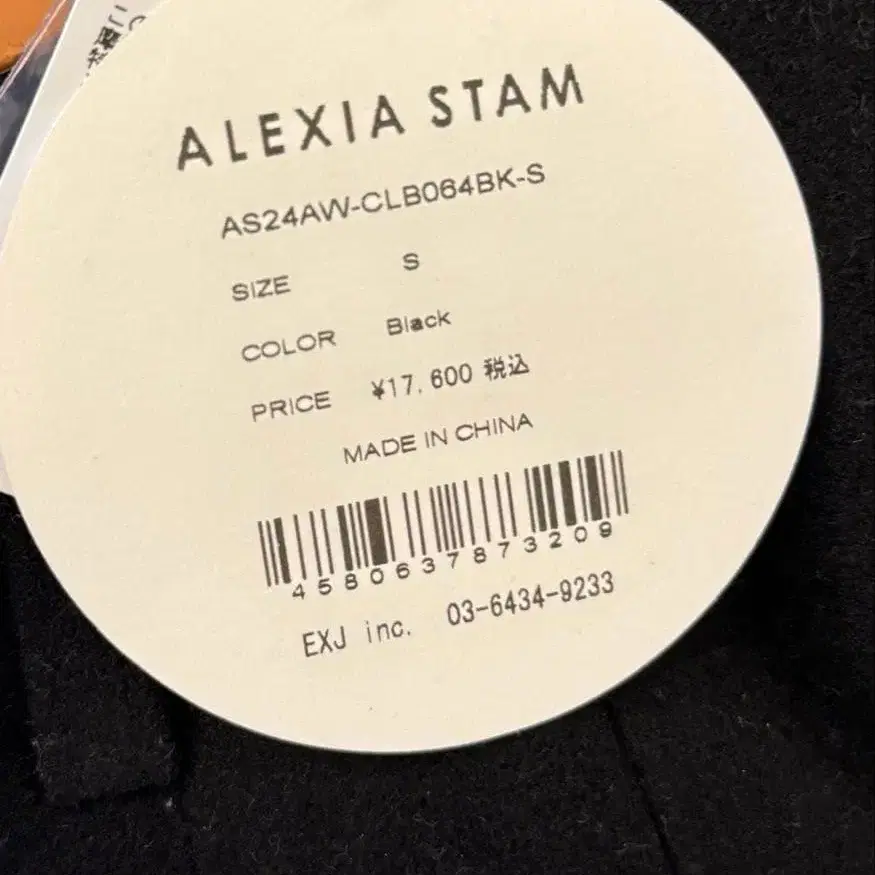 ALEXIA STAM
AS24AW-CLB064BK-S
SIZE S
COLOR Black
PRICE ¥17,600 税込
MADE IN CHINA
4580637873209
EXJ inc. 03-6434-9233